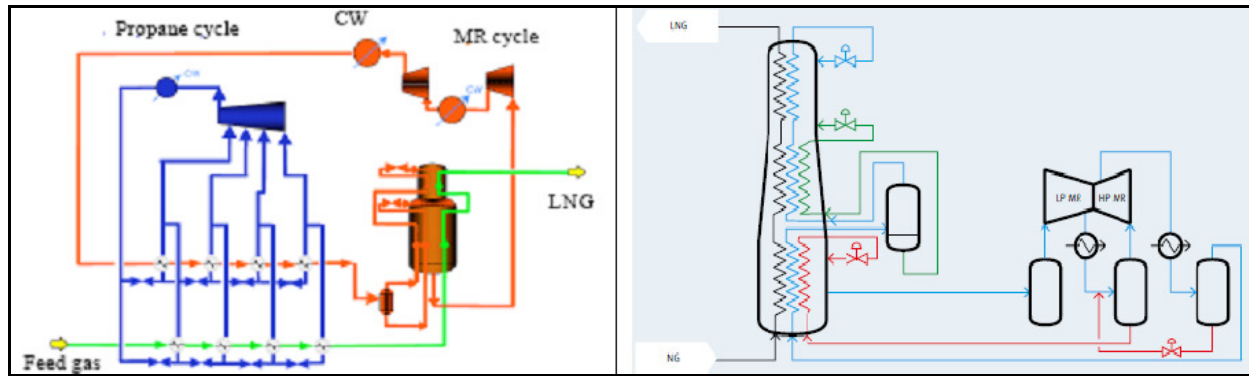 CW
Propane cycle
MR cycle
CW
CW
LNG
Feed gas
LNG
LP MR
HP MR
NG